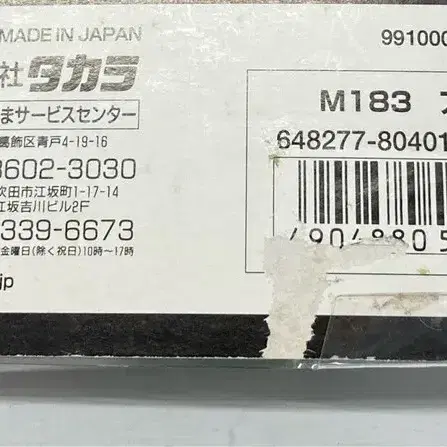 MADE IN JAPAN
社タカラ
まサービスセンター
葛飾区青戸4-19-16
3602-3030
吹田市江坂町1-17-14
江坂吉川ビル2F
339-6673
金曜日(除く祝日)10時〜17時
jp
991000
M183
648277-80401
4904880